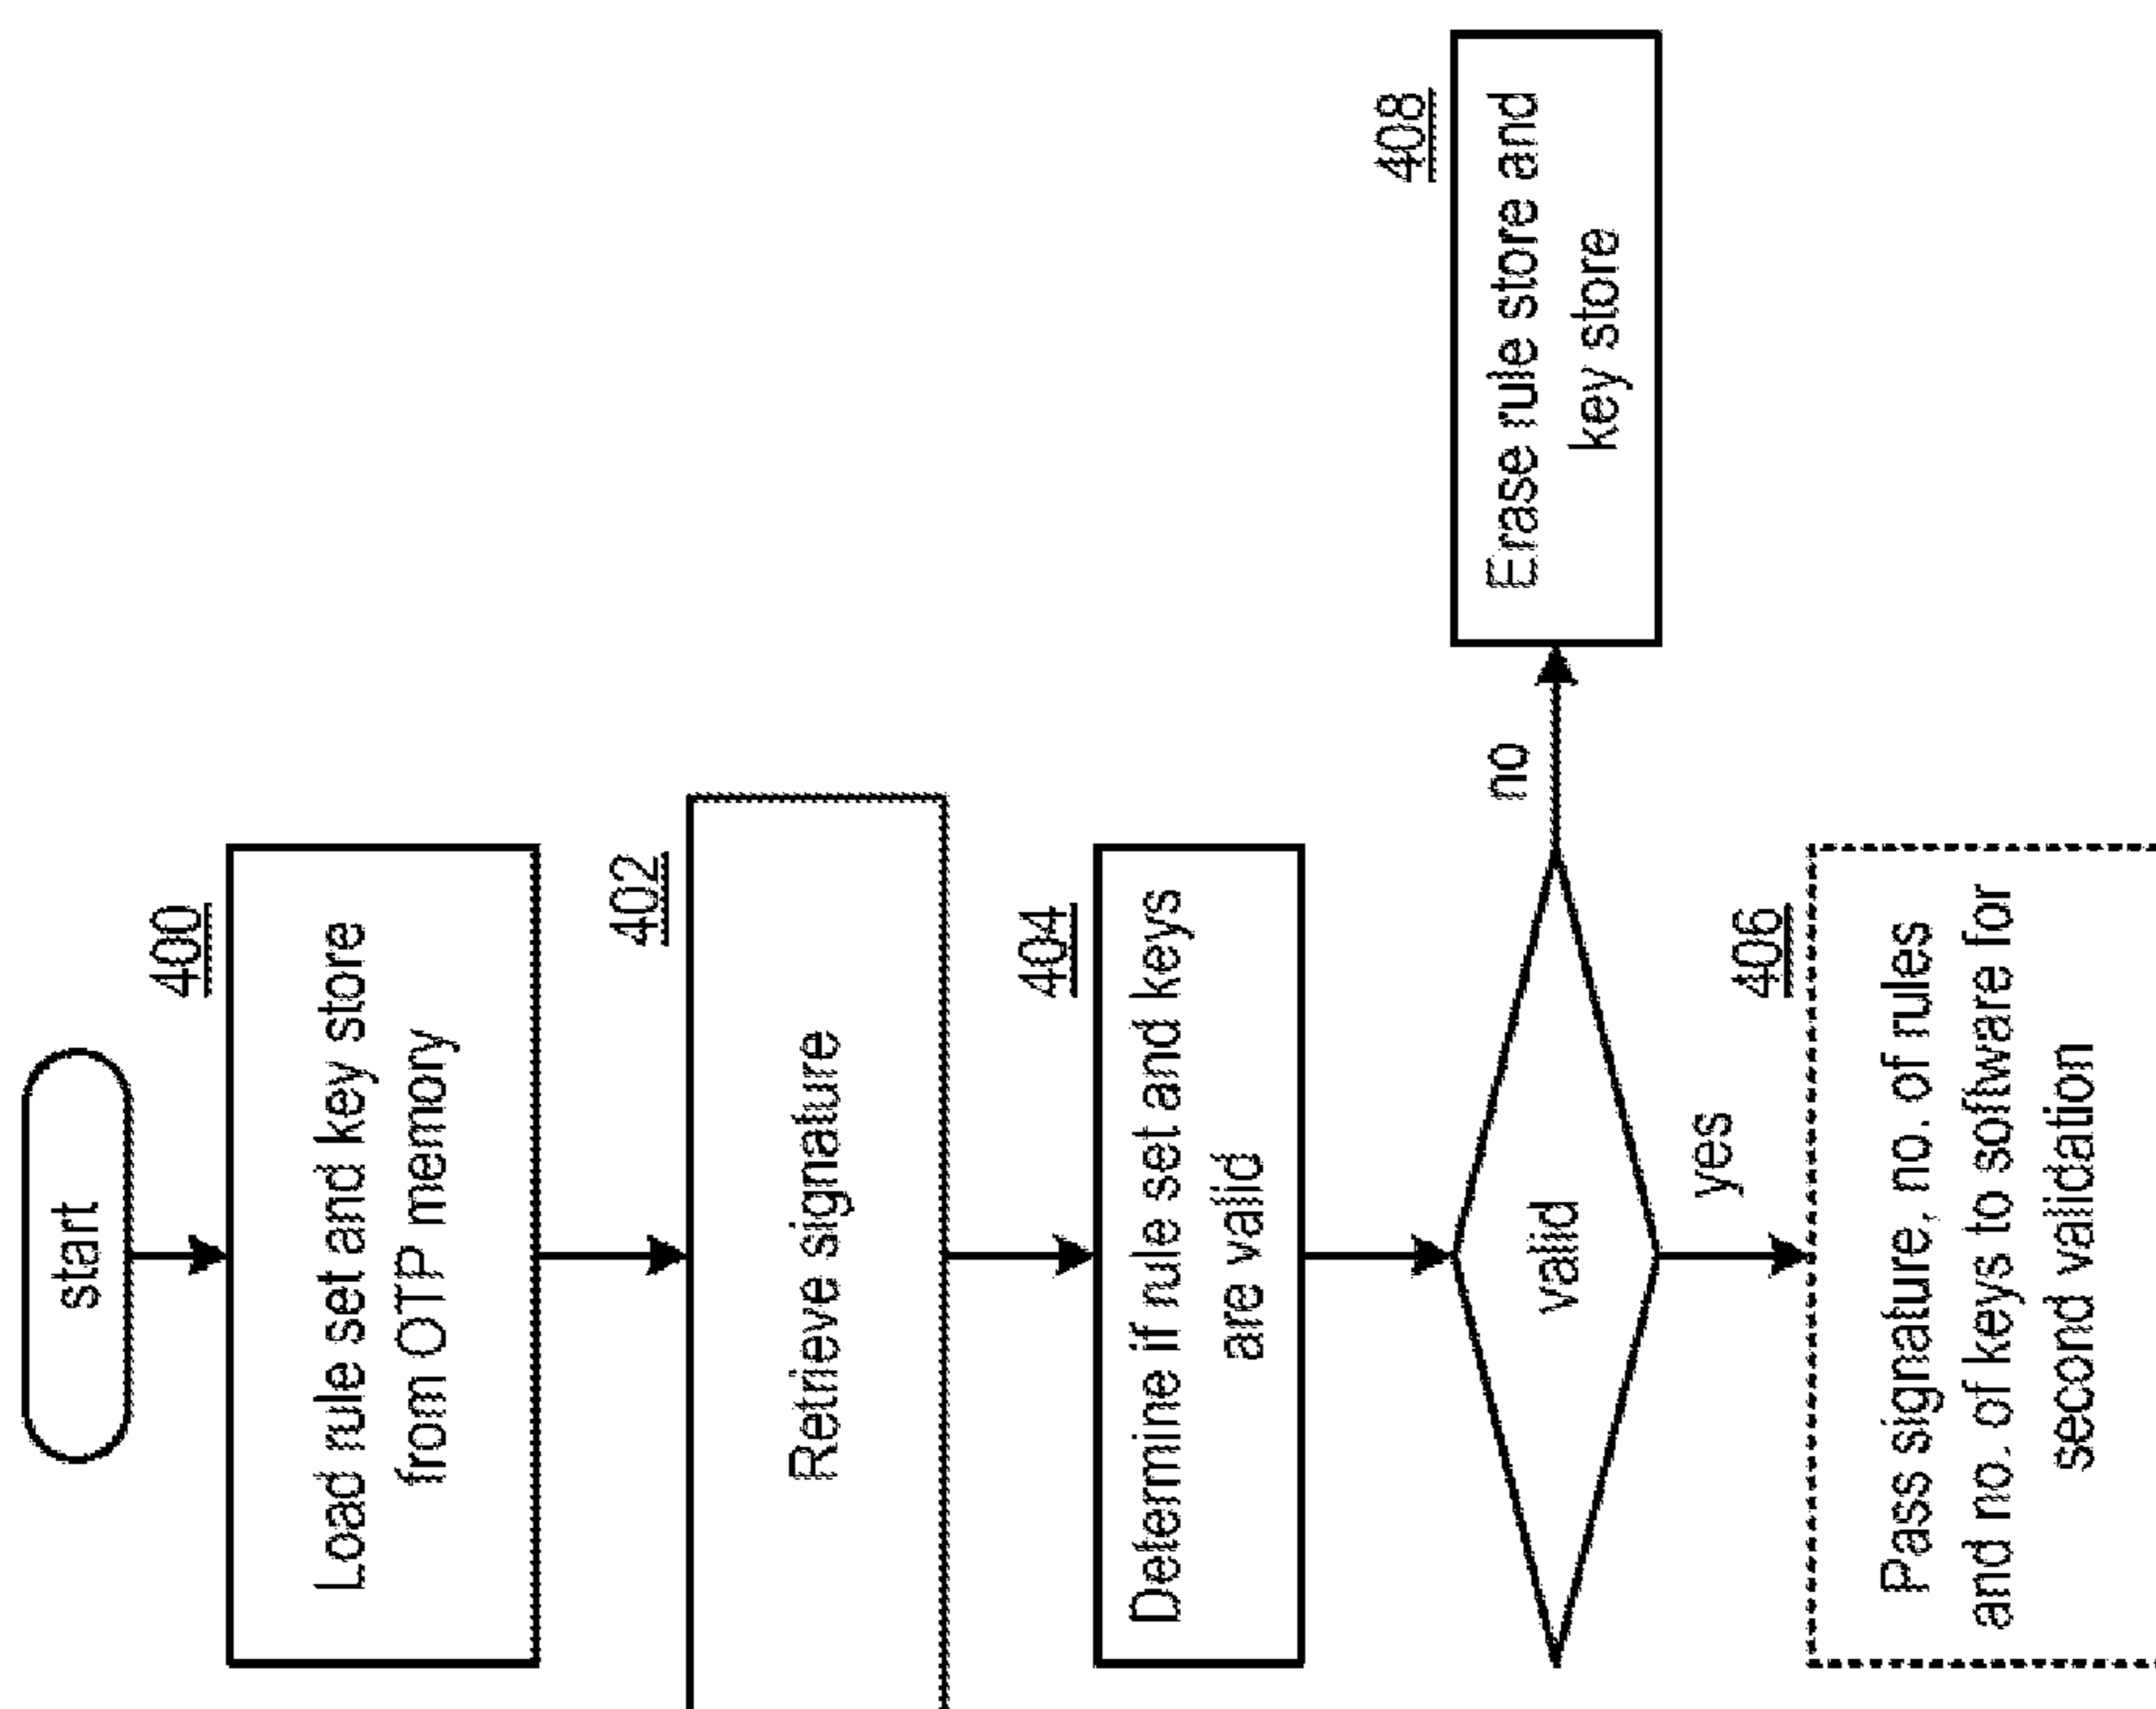 start
400
Load rule set and key store
from OTP memory
402
Retrieve signature
404
Determine if rule set and keys
are valid
valid
no
408
Erase rule store and
key store
yes
406
Pass signature, no. of rules
and no. of keys to software for
second validation